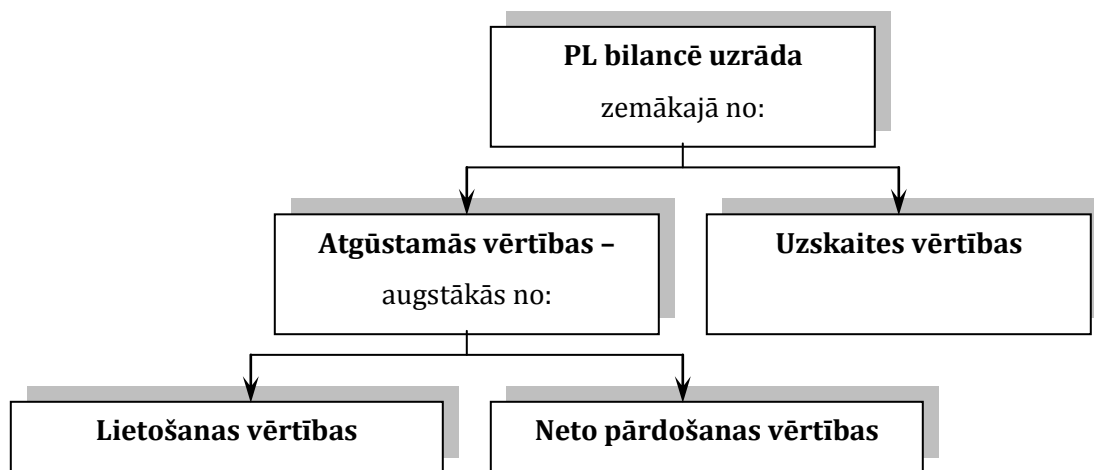 PL bilancē uzrāda
zemākajā no:
Atgūstamās vērtības –
augstākās no:
Uzskaites vērtības
Lietošanas vērtības
Neto pārdošanas vērtības